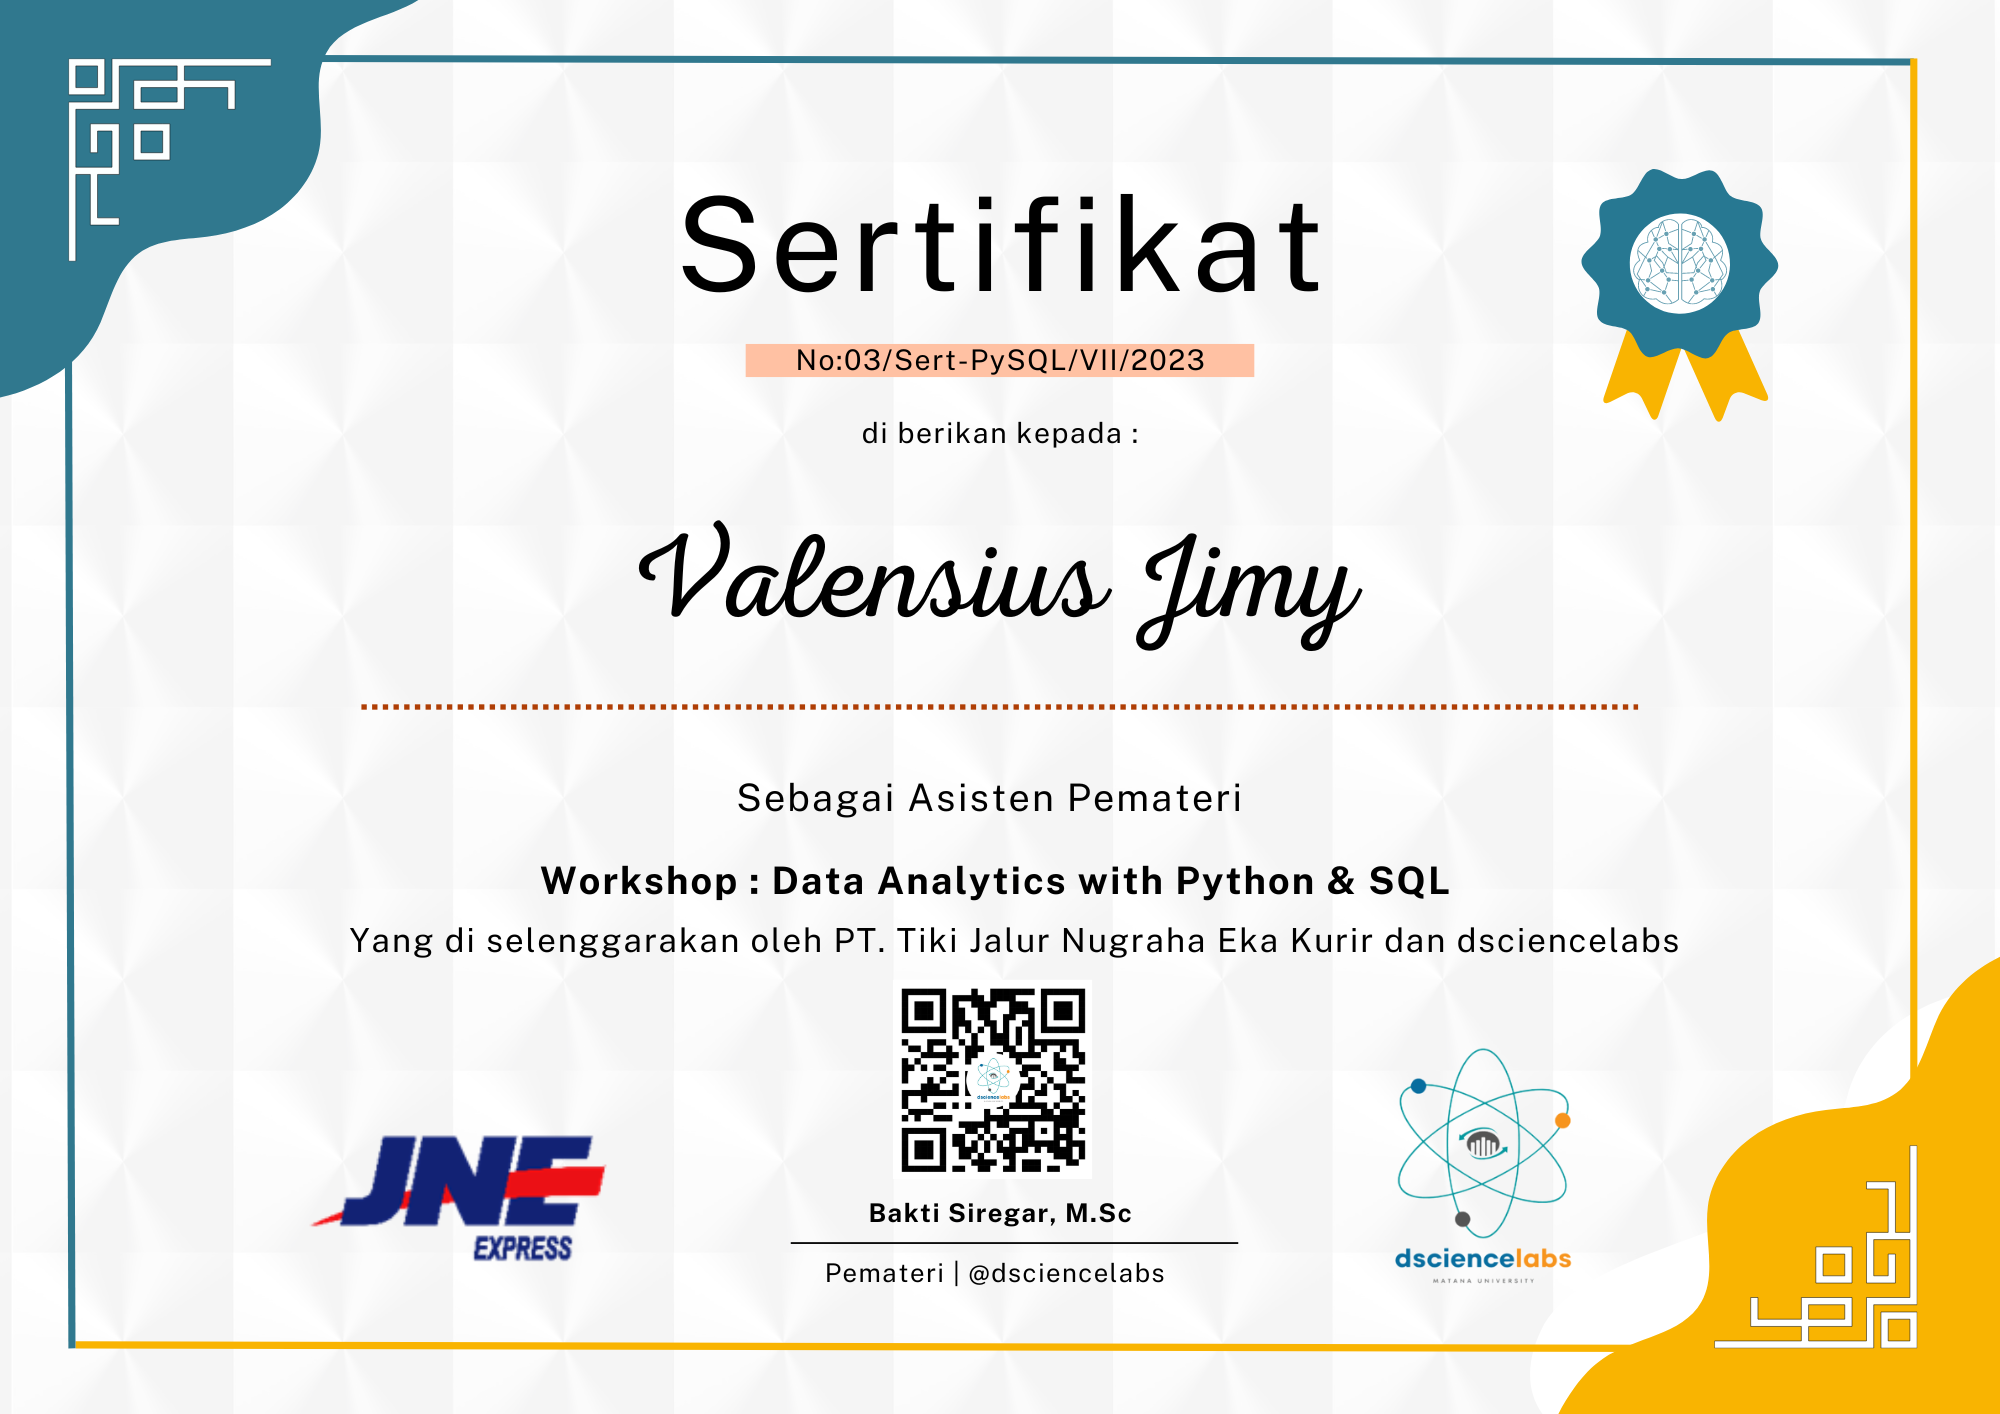 Sertifikat
No:03/Sert-PySQL/VII/2023
di berikan kepada :
Valensius Jimy
Sebagai Asisten Pemateri
Workshop : Data Analytics with Python & SQL
Yang di selenggarakan oleh PT. Tiki Jalur Nugraha Eka Kurir dan dsciencelabs
dsciencelabs
JNE
EXPRESS
Bakti Siregar, M.Sc
Pemateri | @dsciencelabs
dsciencelabs
MATANA UNIVERSITY